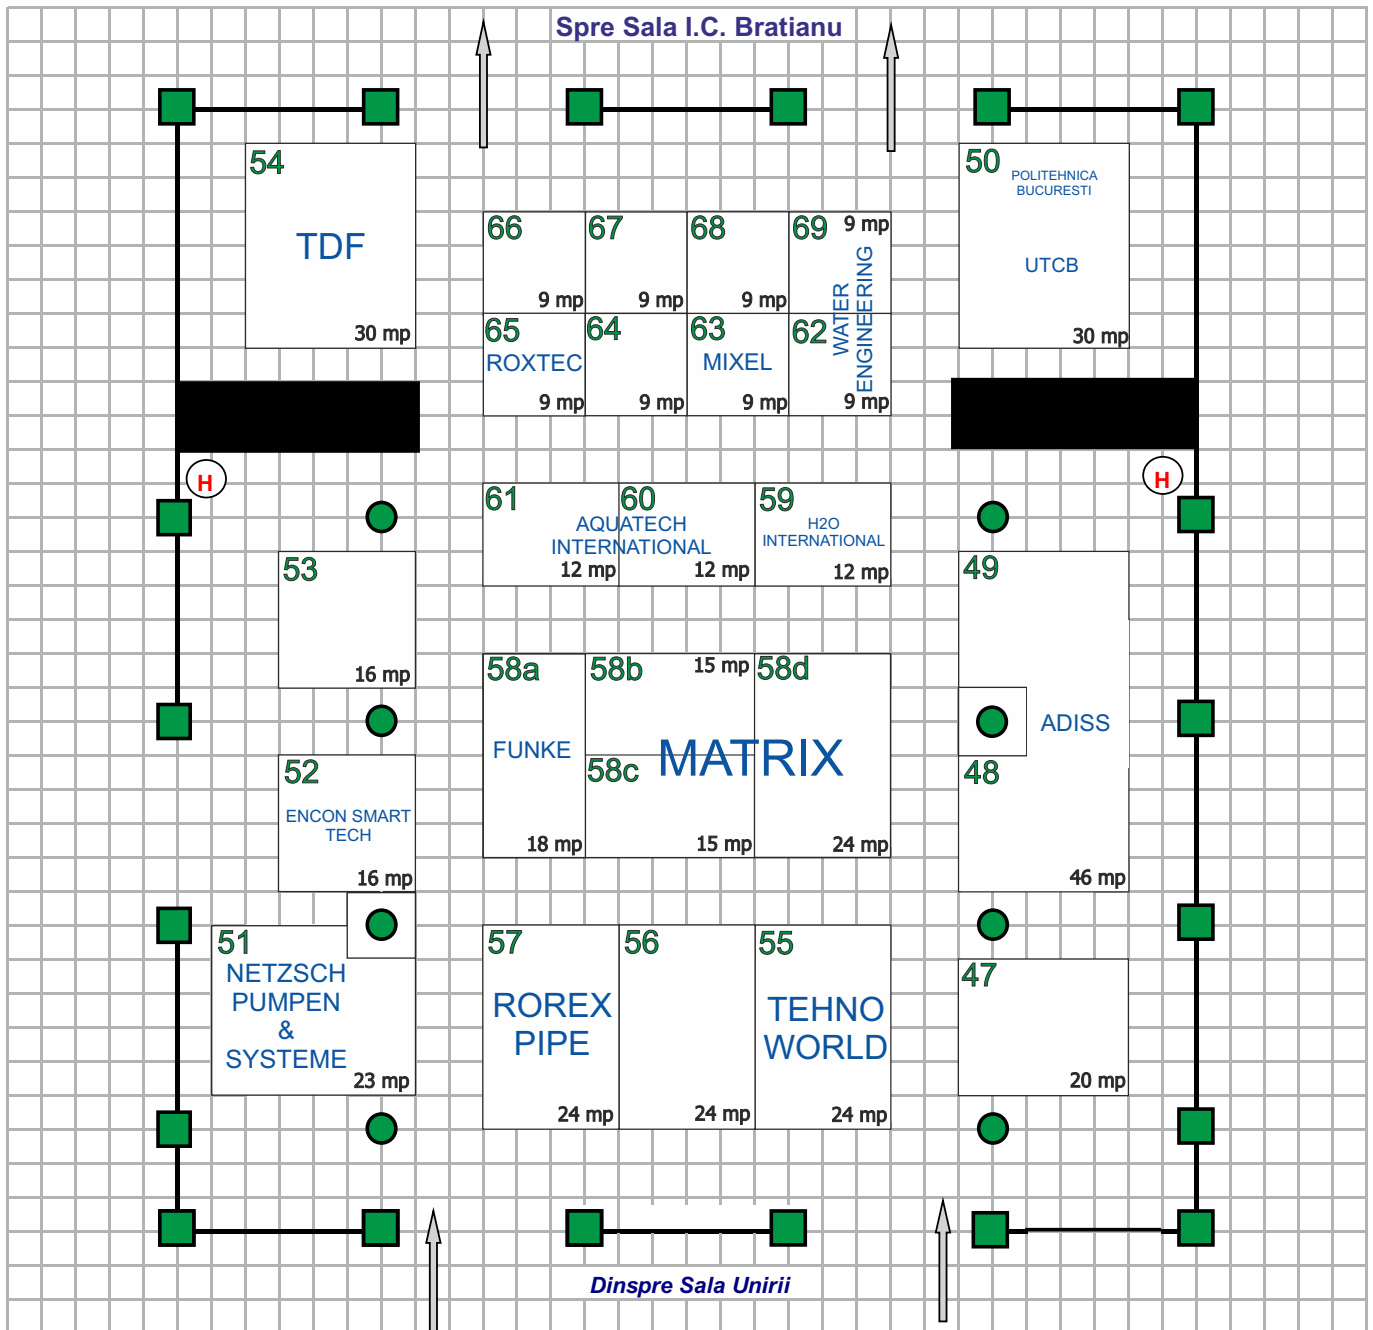 Spre Sala I.C. Bratianu
54
TDF
30 mp
66
9 mp
67
9 mp
68
9 mp
69
9 mp
WATER
ENGINEERING
65
ROXTEC
9 mp
64
9 mp
63
MIXEL
9 mp
62
9 mp
50
POLITEHNICA
BUCURESTI
UTCB
30 mp
H
H
61
60
AQUATECH
INTERNATIONAL
12 mp
12 mp
59
H2O
INTERNATIONAL
12 mp
53
16 mp
49
ADISS
48
46 mp
58a
FUNKE
18 mp
58b
15 mp
58d
MATRIX
58c
15 mp
24 mp
52
ENCON SMART
TECH
16 mp
51
NETZSCH
PUMPEN
&
SYSTEME
23 mp
57
ROREX
PIPE
24 mp
56
24 mp
55
TEHNO
WORLD
24 mp
47
20 mp
Dinspre Sala Unirii